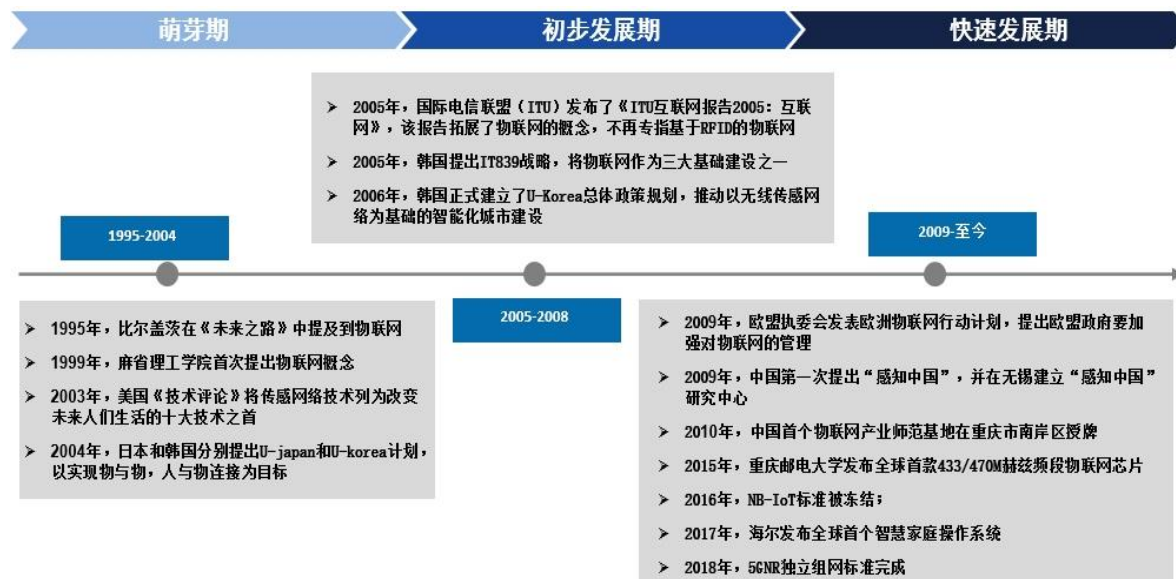 萌芽期
初步发展期
快速发展期
➢ 2005年，国际电信联盟（ITU）发布了《ITU互联网报告2005：互联
网》，该报告拓展了物联网的概念，不再专指基于RFID的物联网
➢ 2005年，韩国提出IT839战略，将物联网作为三大基础建设之一
➢ 2006年，韩国正式建立了U-Korea总体政策规划，推动以无线传感网
络为基础的智能化城市建设
1995-2004
2009-至今
2005-2008
➢ 1995年，比尔盖茨在《未来之路》中提及到物联网
➢ 1999年，麻省理工学院首次提出物联网概念
➢ 2003年，美国《技术评论》将传感网络技术列为改变
未来人们生活的十大技术之首
➢ 2004年，日本和韩国分别提出U-japan和U-korea计划，
以实现物与物，人与物连接为目标
➢ 2009年，欧盟执委会发表欧洲物联网行动计划，提出欧盟政府要加
强对物联网的管理
➢ 2009年，中国第一次提出“感知中国”，并在无锡建立“感知中国”
研究中心
➢ 2010年，中国首个物联网产业师范基地在重庆市南岸区授牌
➢ 2015年，重庆邮电大学发布全球首款433/470M赫兹频段物联网芯片
➢ 2016年，NB-IoT标准被冻结；
➢ 2017年，海尔发布全球首个智慧家庭操作系统
➢ 2018年，5GNR独立组网标准完成